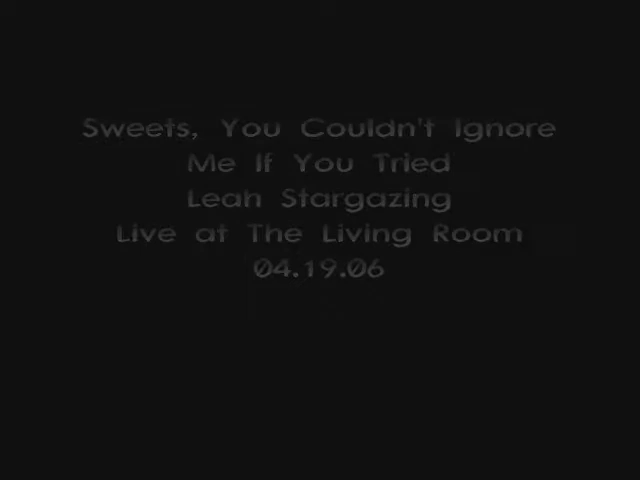 Sweets, You Couldn't Ignore
Me If You Tried
Leah Stargazing
Live at The Living Room
04.19.06